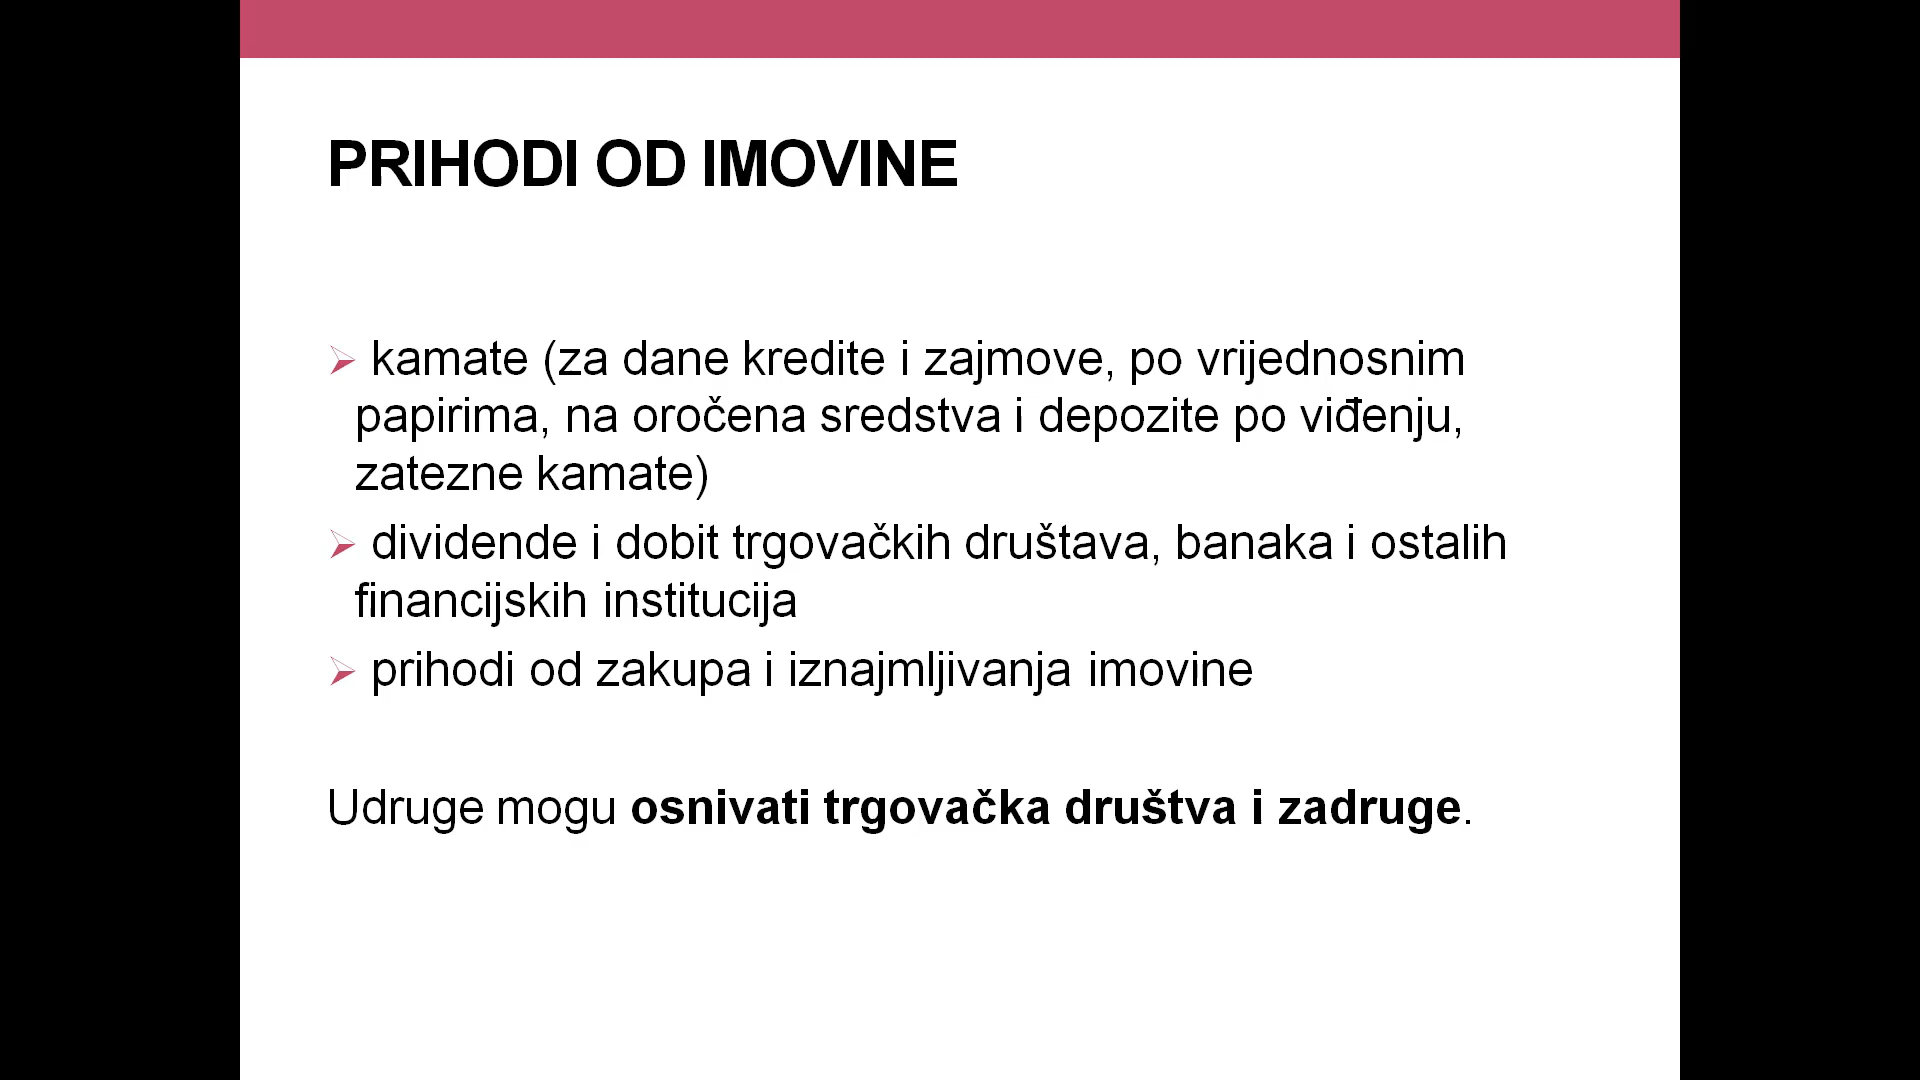 PRIHODI OD IMOVINE
kamate (za dane kredite i zajmove, po vrijednosnim
papirima, na oročena sredstva i depozite po viđenju,
zatezne kamate)
dividende i dobit trgovačkih društava, banaka i ostalih
financijskih institucija
prihodi od zakupa i iznajmljivanja imovine
Udruge mogu osnivati trgovačka društva i zadruge.